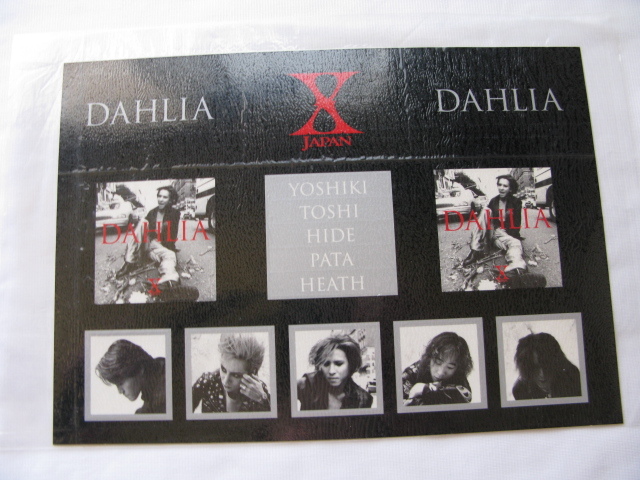 DAHLIA
X
JAPAN
DAHLIA
DAHLIA
X
YOSHIKI
TOSHI
HIDE
PATA
HEATH
DAHLIA
X